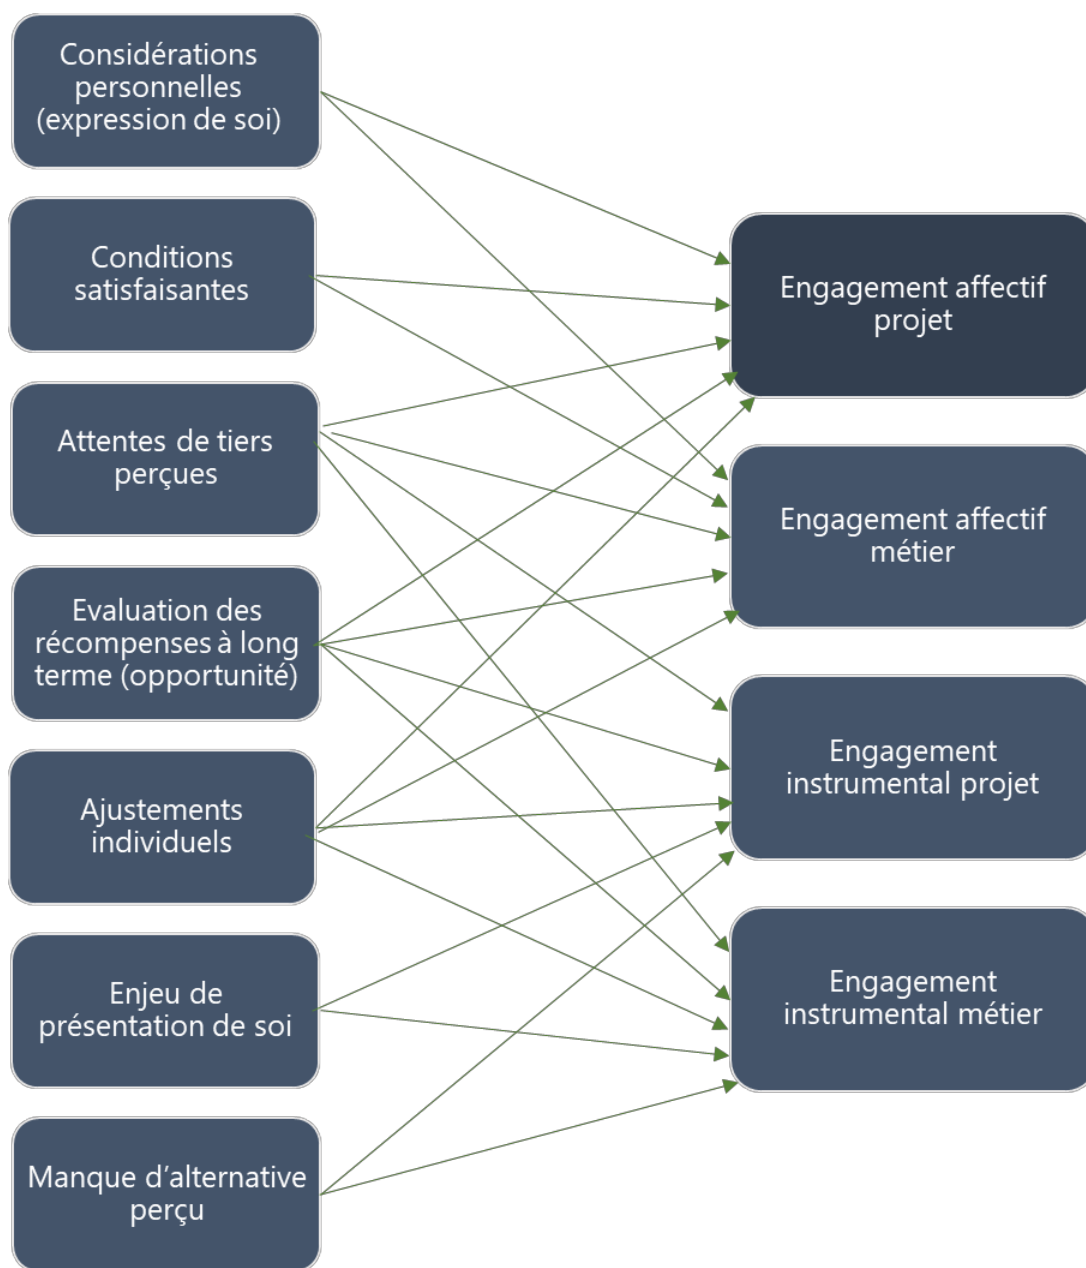 Considérations
personnelles
(expression de soi)
Conditions
satisfaisantes
Attentes de tiers
perçues
Evaluation des
récompenses à long
terme (opportunité)
Ajustements
individuels
Enjeu de
présentation de soi
Manque d’alternative
perçu
Engagement affectif
projet
Engagement affectif
métier
Engagement
instrumental projet
Engagement
instrumental métier